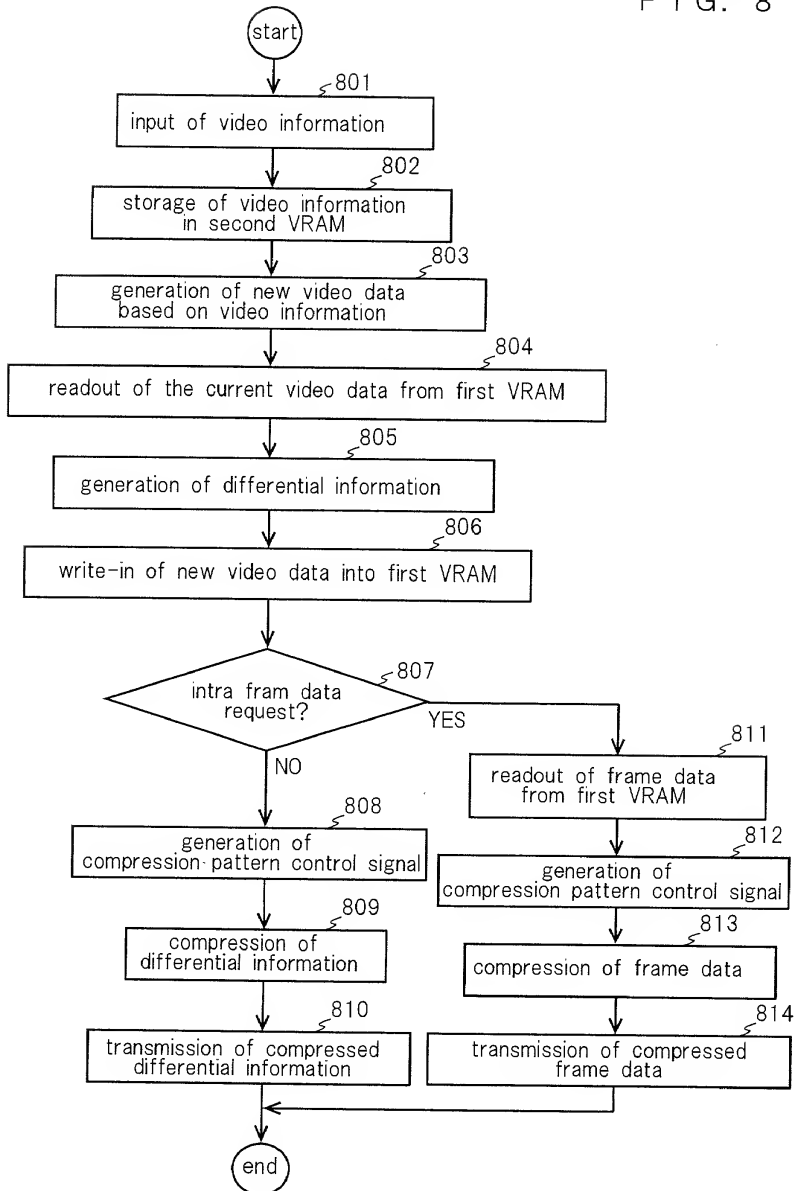 FIG. 8
start
801
input of video information
802
storage of video information
in second VRAM
803
generation of new video data
based on video information
804
readout of the current video data from first VRAM
805
generation of differential information
806
write-in of new video data into first VRAM
807
intra fram data
request?
YES
NO
808
generation of
compression pattern control signal
809
compression of
differential information
810
transmission of compressed
differential information
811
readout of frame data
from first VRAM
812
generation of
compression pattern control signal
813
compression of frame data
814
transmission of compressed
frame data
end